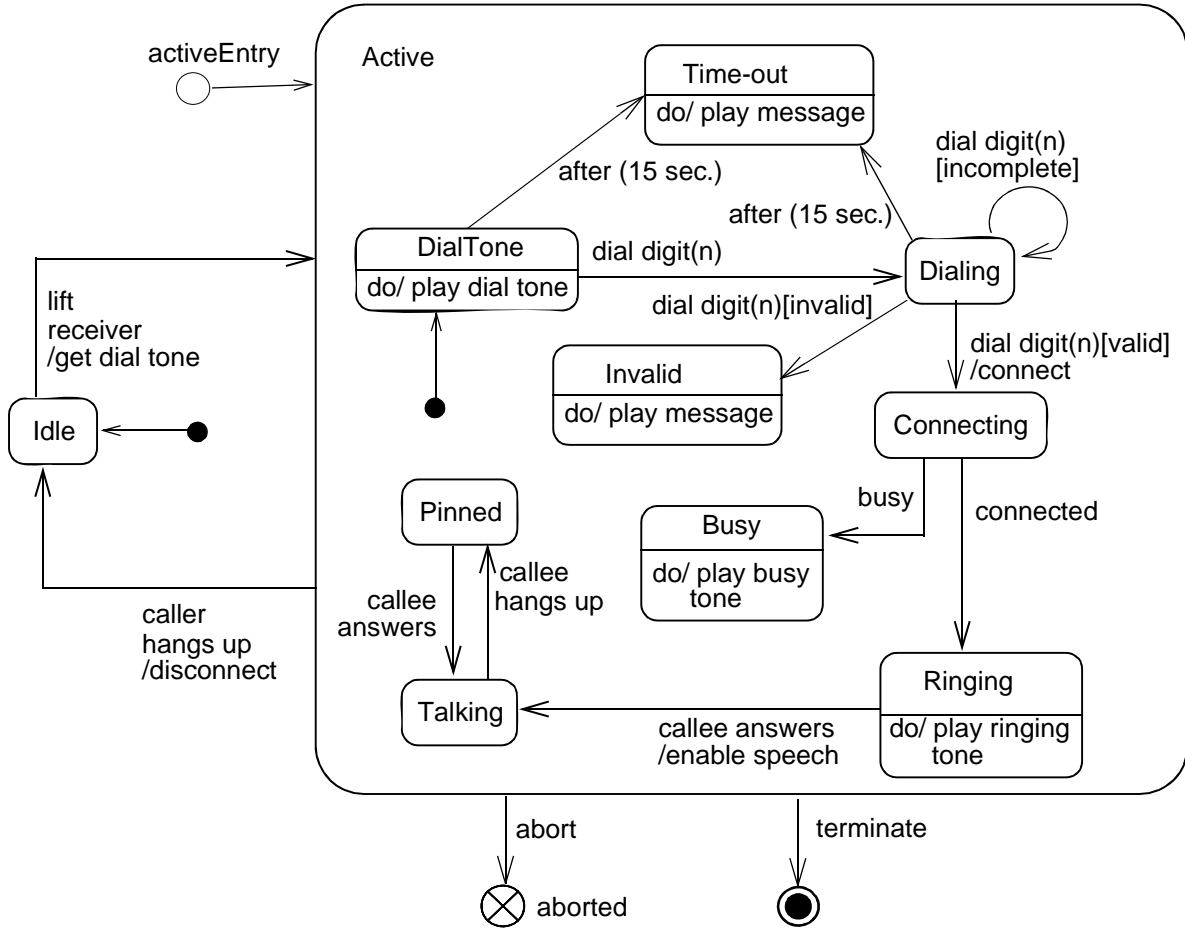 activeEntry
Active
Time-out
do/ play message
dial digit(n)
[incomplete]
after (15 sec.)
after (15 sec.)
DialTone
do/ play dial tone
dial digit(n)
Dialing
lift
receiver
/get dial tone
dial digit(n)[invalid]
dial digit(n)[valid]
/connect
Invalid
do/ play message
Idle
Connecting
Pinned
busy
connected
Busy
do/ play busy
tone
callee
hangs up
callee
answers
caller
hangs up
/disconnect
Talking
callee answers
/enable speech
Ringing
do/ play ringing
tone
abort
terminate
aborted